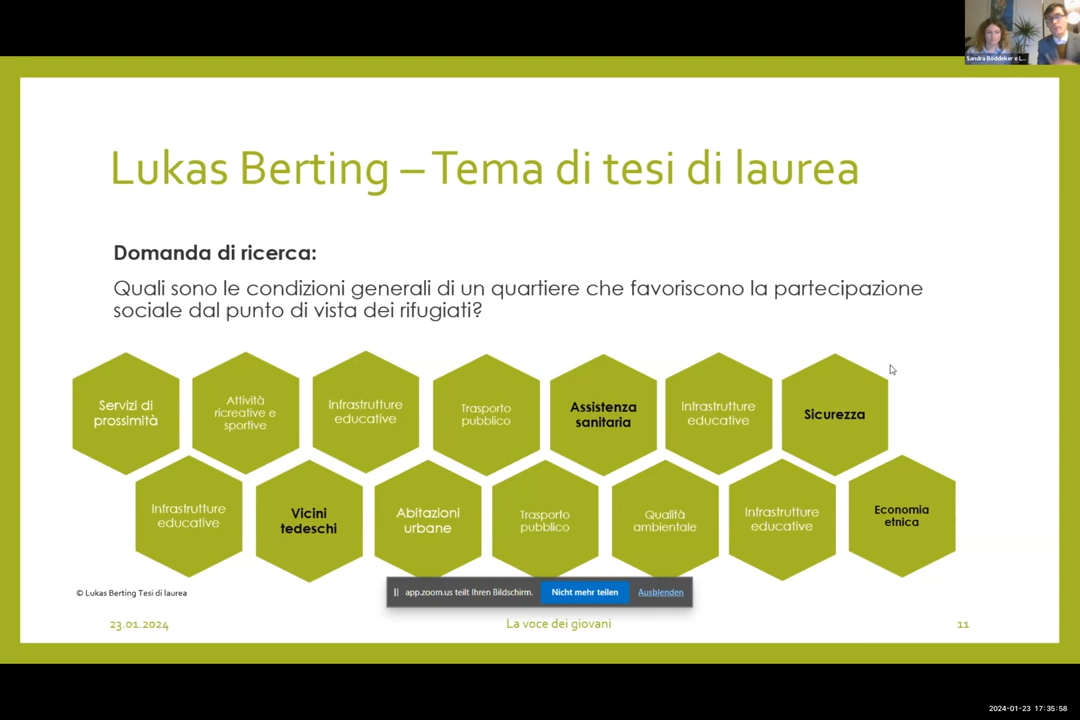 Sandra Böddeker e L...
Lukas Berting – Tema di tesi di laurea
Domanda di ricerca:
Quali sono le condizioni generali di un quartiere che favoriscono la partecipazione
sociale dal punto di vista dei rifugiati?
Servizi di
prossimità
Attività
ricreative e
sportive
Infrastrutture
educative
Trasporto
pubblico
Assistenza
sanitaria
Infrastrutture
educative
Sicurezza
Infrastrutture
educative
Vicini
tedeschi
Abitazioni
urbane
Trasporto
pubblico
Qualità
ambientale
Infrastrutture
educative
Economia
etnica
app.zoom.us teilt Ihren Bildschirm.
Nicht mehr teilen
Ausblenden
© Lukas Berting Tesi di laurea
23.01.2024
La voce dei giovani
11
2024-01-23 17:35:58